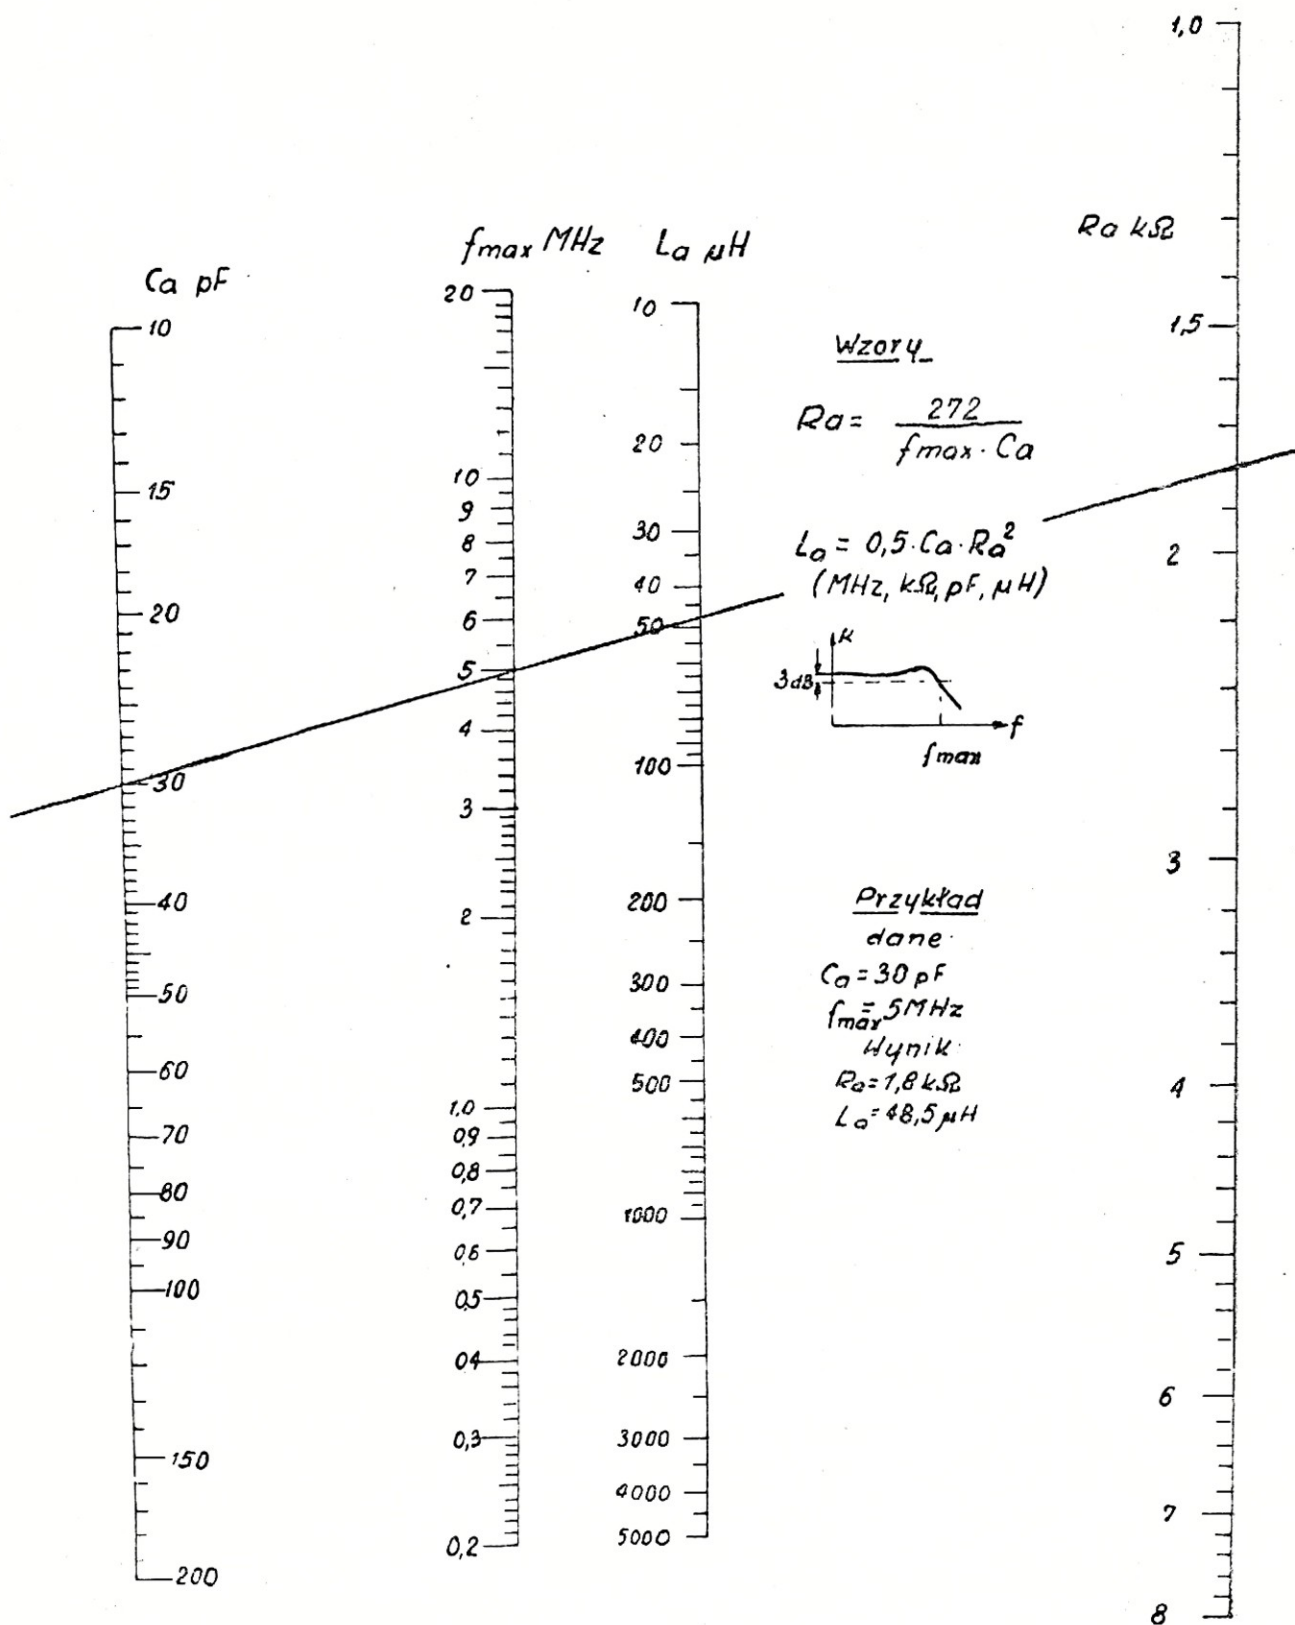 Ca pF
10
15
20
30
40
50
60
70
80
90
100
150
200
fmax MHz
20
10
9
8
7
6
5
4
3
2
1,0
0,9
0,8
0,7
0,6
0,5
0,4
0,3
0,2
La μH
10
20
30
40
50
100
200
300
400
500
1000
2000
3000
4000
5000
Wzory
Ra = 272 / fmax · Ca
La = 0,5 · Ca · Ra²
(MHz, kΩ, pF, μH)
K
3dB
f
fmax
Przykład
dane
Ca = 30 pF
fmax = 5 MHz
Wynik
Ra = 1,8 kΩ
La = 48,5 μH
Ra kΩ
1,0
1,5
2
3
4
5
6
7
8